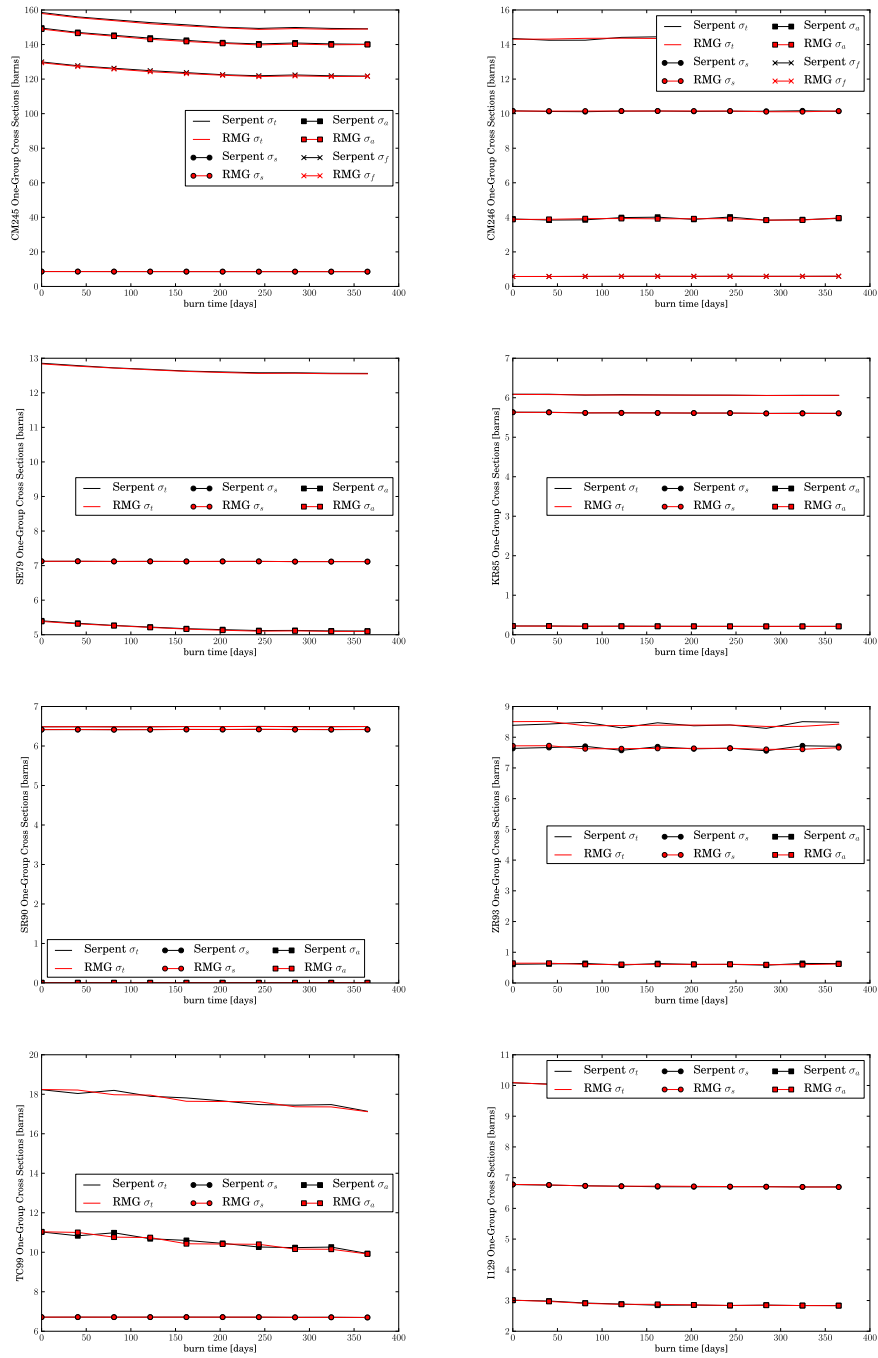 CM245 One-Group Cross Sections [barns]
160
140
120
100
80
60
40
20
0
Serpent σt Serpent σa
RMG σt RMG σa
Serpent σs Serpent σf
RMG σs RMG σf
0 50 100 150 200 250 300 350 400
burn time [days]
CM246 One-Group Cross Sections [barns]
16
14
12
10
8
6
4
2
0
Serpent σt Serpent σa
RMG σt RMG σa
Serpent σs Serpent σf
RMG σs RMG σf
0 50 100 150 200 250 300 350 400
burn time [days]
SE79 One-Group Cross Sections [barns]
13
12
11
10
9
8
7
6
5
Serpent σt Serpent σs Serpent σa
RMG σt RMG σs RMG σa
0 50 100 150 200 250 300 350 400
burn time [days]
KR85 One-Group Cross Sections [barns]
7
6
5
4
3
2
1
0
Serpent σt Serpent σs Serpent σa
RMG σt RMG σs RMG σa
0 50 100 150 200 250 300 350 400
burn time [days]
SR90 One-Group Cross Sections [barns]
7
6
5
4
3
2
1
0
Serpent σt Serpent σs Serpent σa
RMG σt RMG σs RMG σa
0 50 100 150 200 250 300 350 400
burn time [days]
ZR93 One-Group Cross Sections [barns]
9
8
7
6
5
4
3
2
1
0
Serpent σt Serpent σs Serpent σa
RMG σt RMG σs RMG σa
0 50 100 150 200 250 300 350 400
burn time [days]
TC99 One-Group Cross Sections [barns]
20
18
16
14
12
10
8
6
Serpent σt Serpent σs Serpent σa
RMG σt RMG σs RMG σa
0 50 100 150 200 250 300 350 400
burn time [days]
I129 One-Group Cross Sections [barns]
11
10
9
8
7
6
5
4
3
2
Serpent σt Serpent σs Serpent σa
RMG σt RMG σs RMG σa
0 50 100 150 200 250 300 350 400
burn time [days]